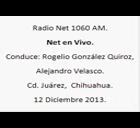 Radio Net 1060 AM.
Net en Vivo.
Conduce: Rogelio González Quiroz,
Alejandro Velasco.
Cd. Juárez,  Chihuahua.
12 Diciembre 2013.